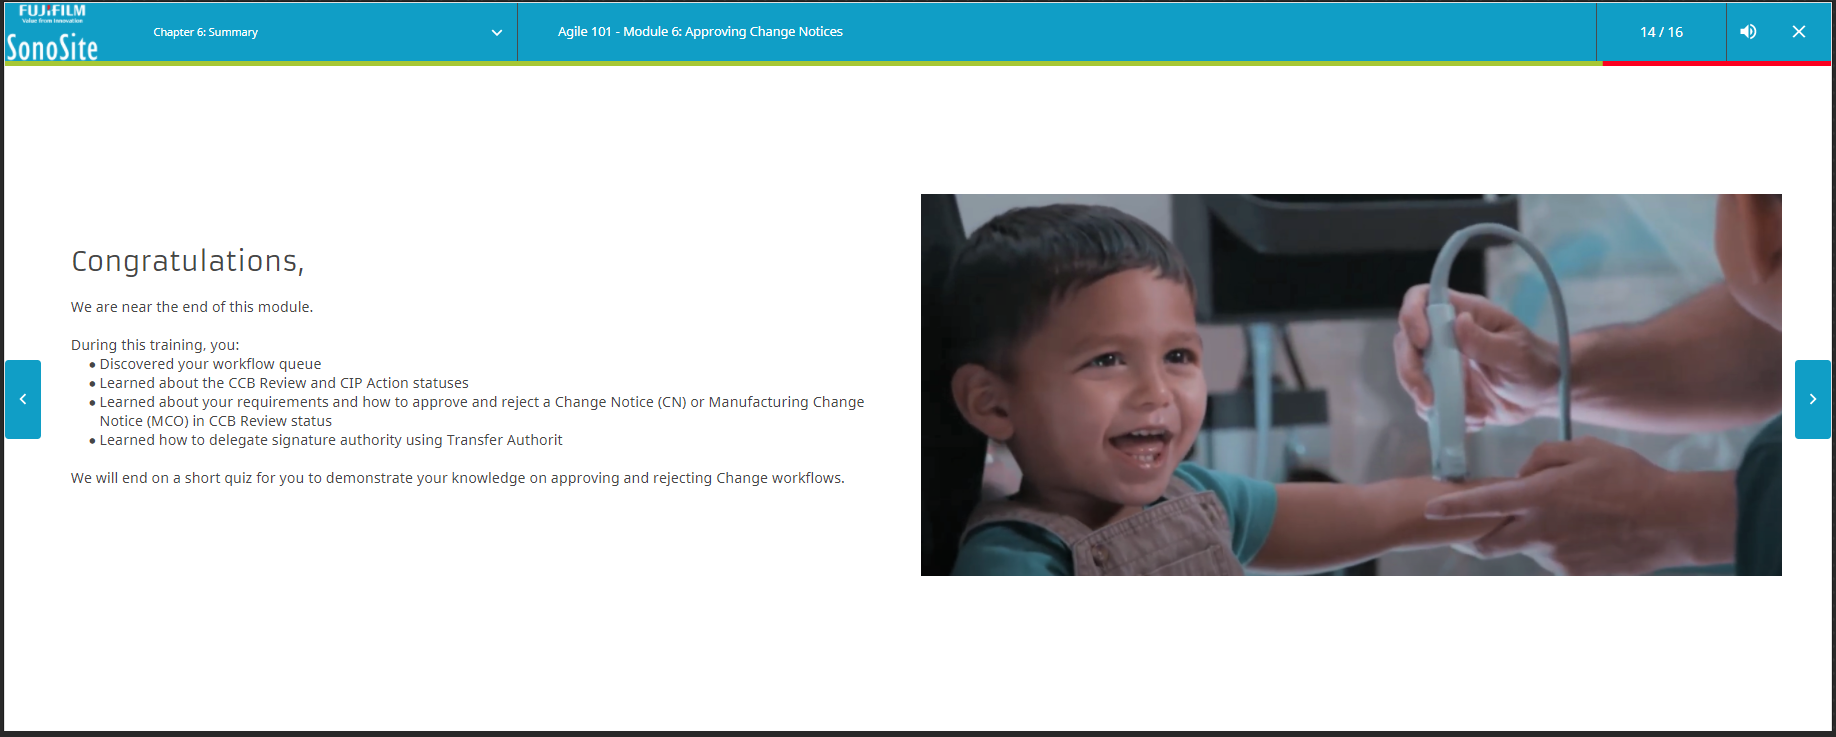 FUJIFILM
Value from Innovation
SonoSite
Chapter 6: Summary
Agile 101 - Module 6: Approving Change Notices
14 / 16
Congratulations,
We are near the end of this module.
During this training, you:
● Discovered your workflow queue
● Learned about the CCB Review and CIP Action statuses
● Learned about your requirements and how to approve and reject a Change Notice (CN) or Manufacturing Change
Notice (MCO) in CCB Review status
● Learned how to delegate signature authority using Transfer Authorit
We will end on a short quiz for you to demonstrate your knowledge on approving and rejecting Change workflows.